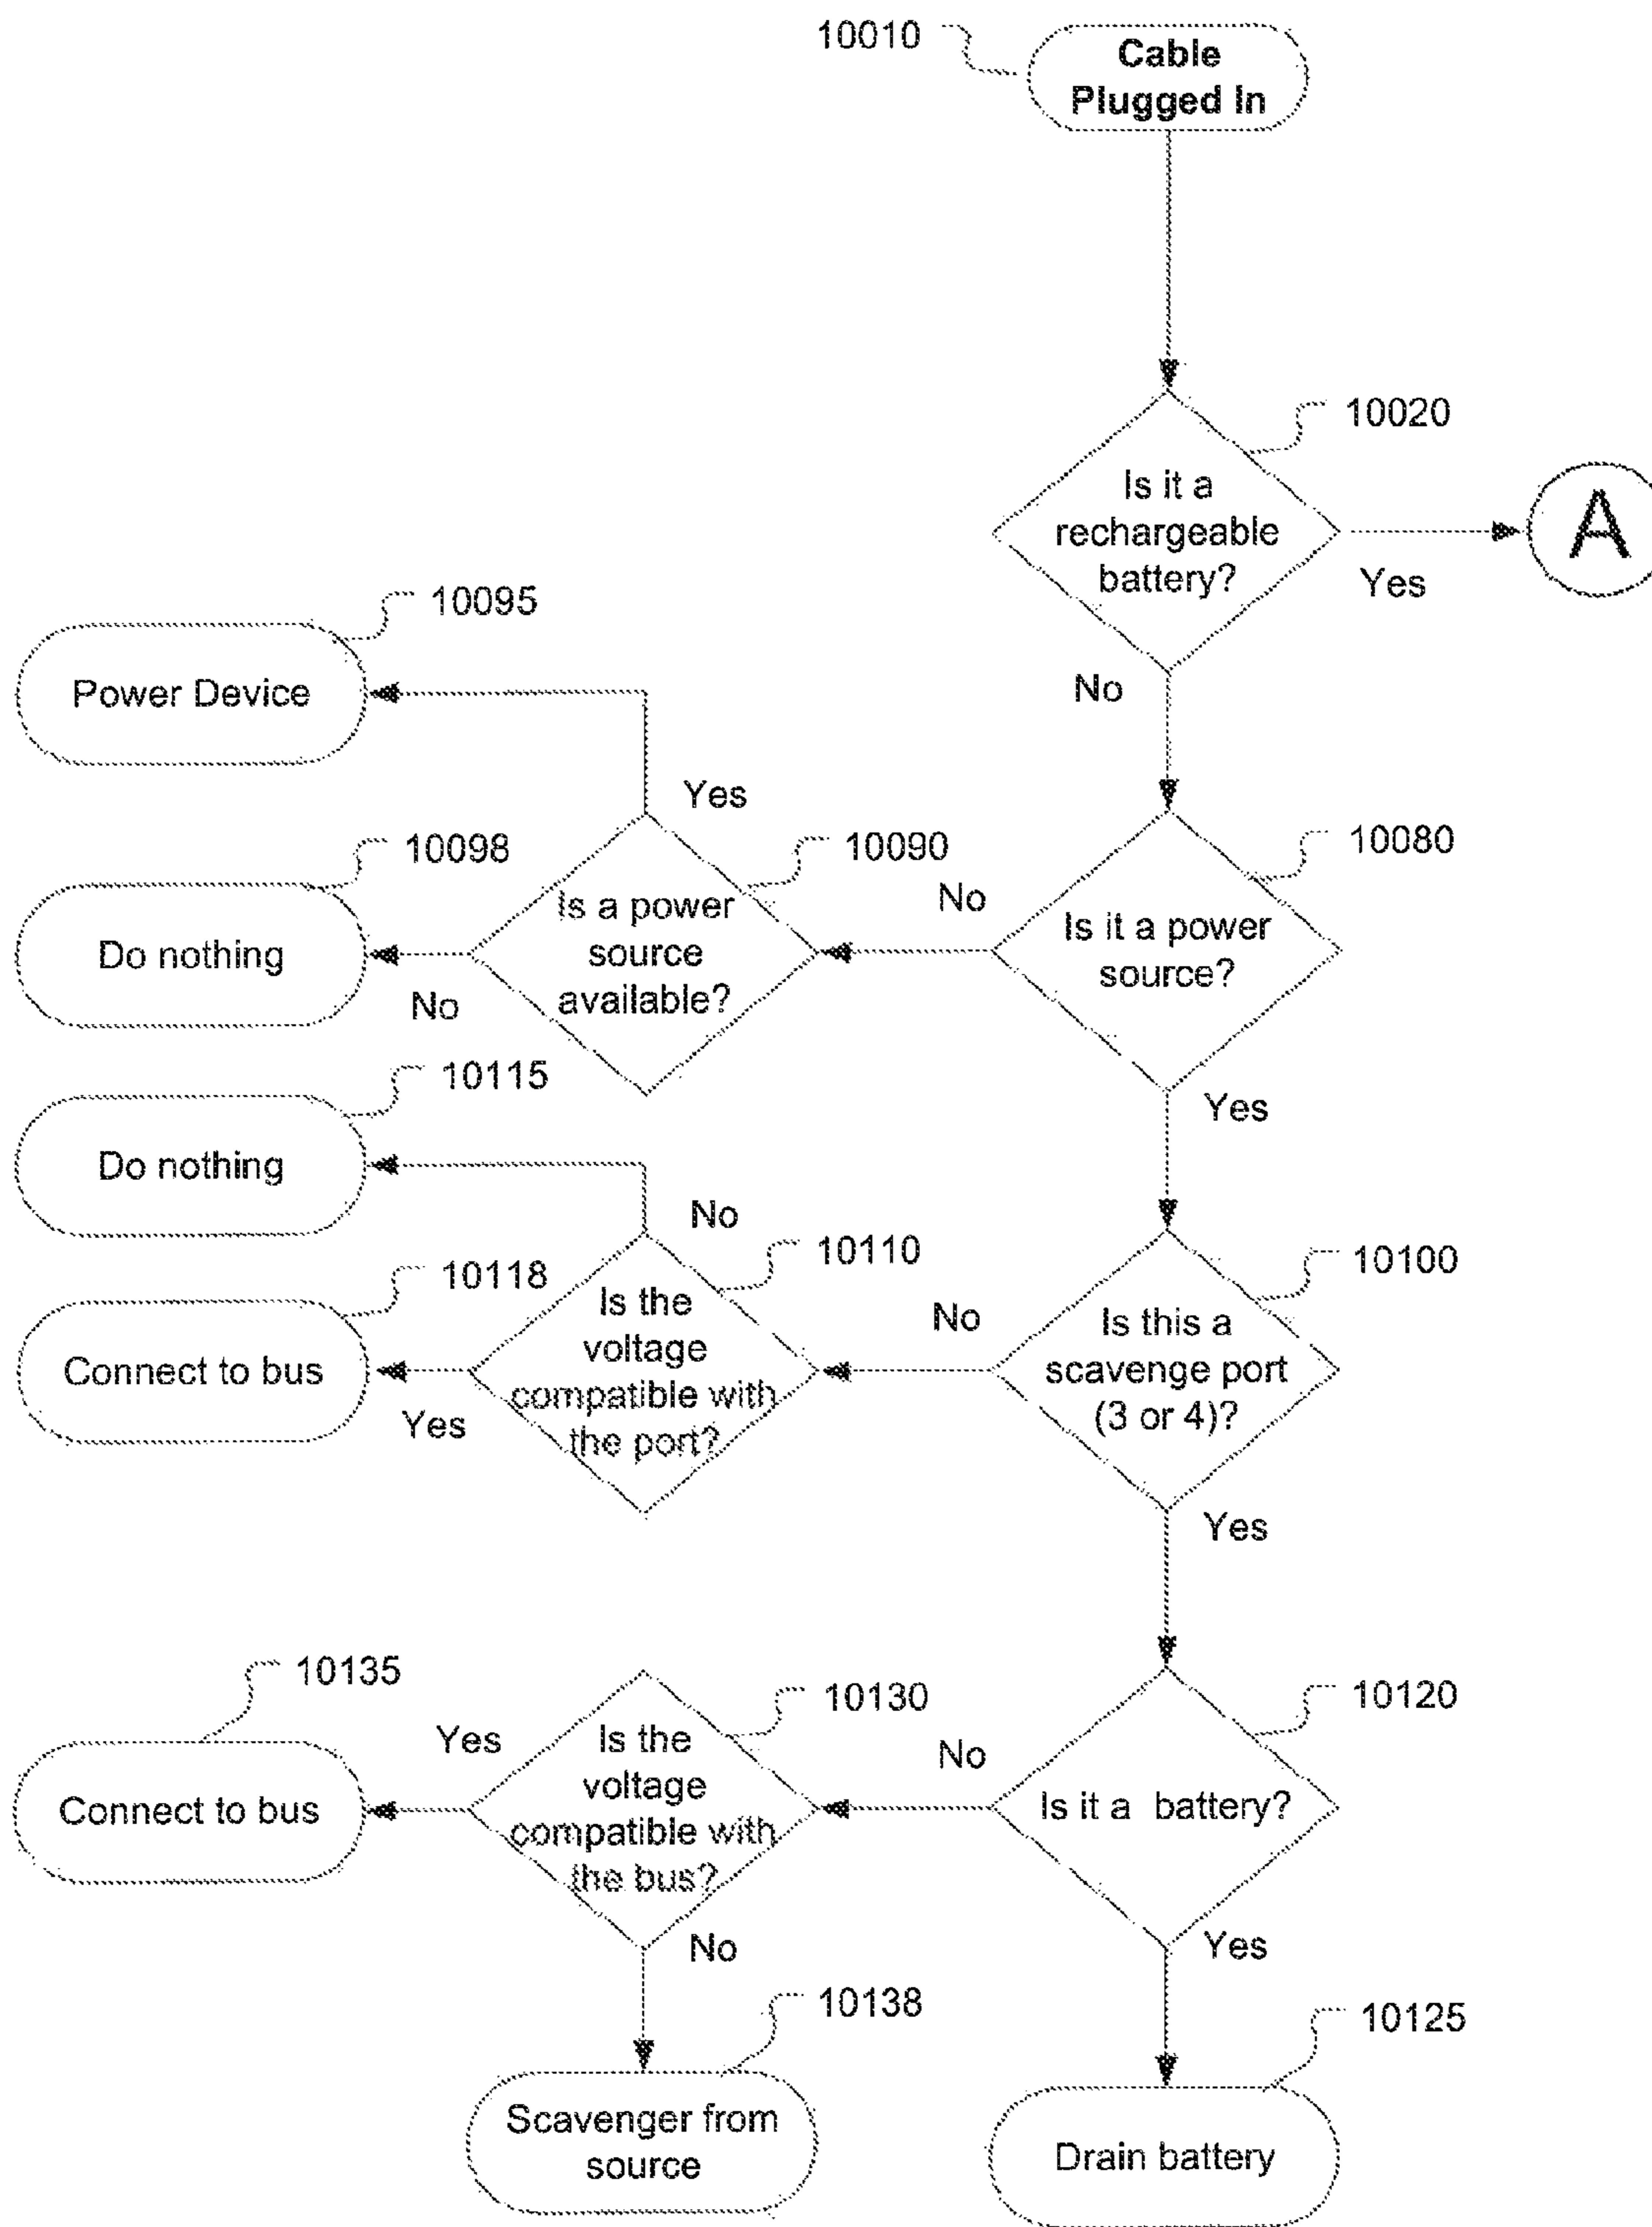 10010
Cable
Plugged In
10020
Is it a
rechargeable
battery?
A
Yes
No
10095
Power Device
Yes
10098
10090
10080
Do nothing
Is a power
source
available?
No
Is it a power
source?
No
Yes
10115
Do nothing
No
10110
10118
10100
Connect to bus
Is the
voltage
compatible with
the port?
No
Is this a
scavenge port
(3 or 4)?
Yes
Yes
10135
10130
10120
Yes
Connect to bus
Is the
voltage
compatible with
the bus?
No
Is it a battery?
No
Yes
10138
10125
Scavenger from
source
Drain battery